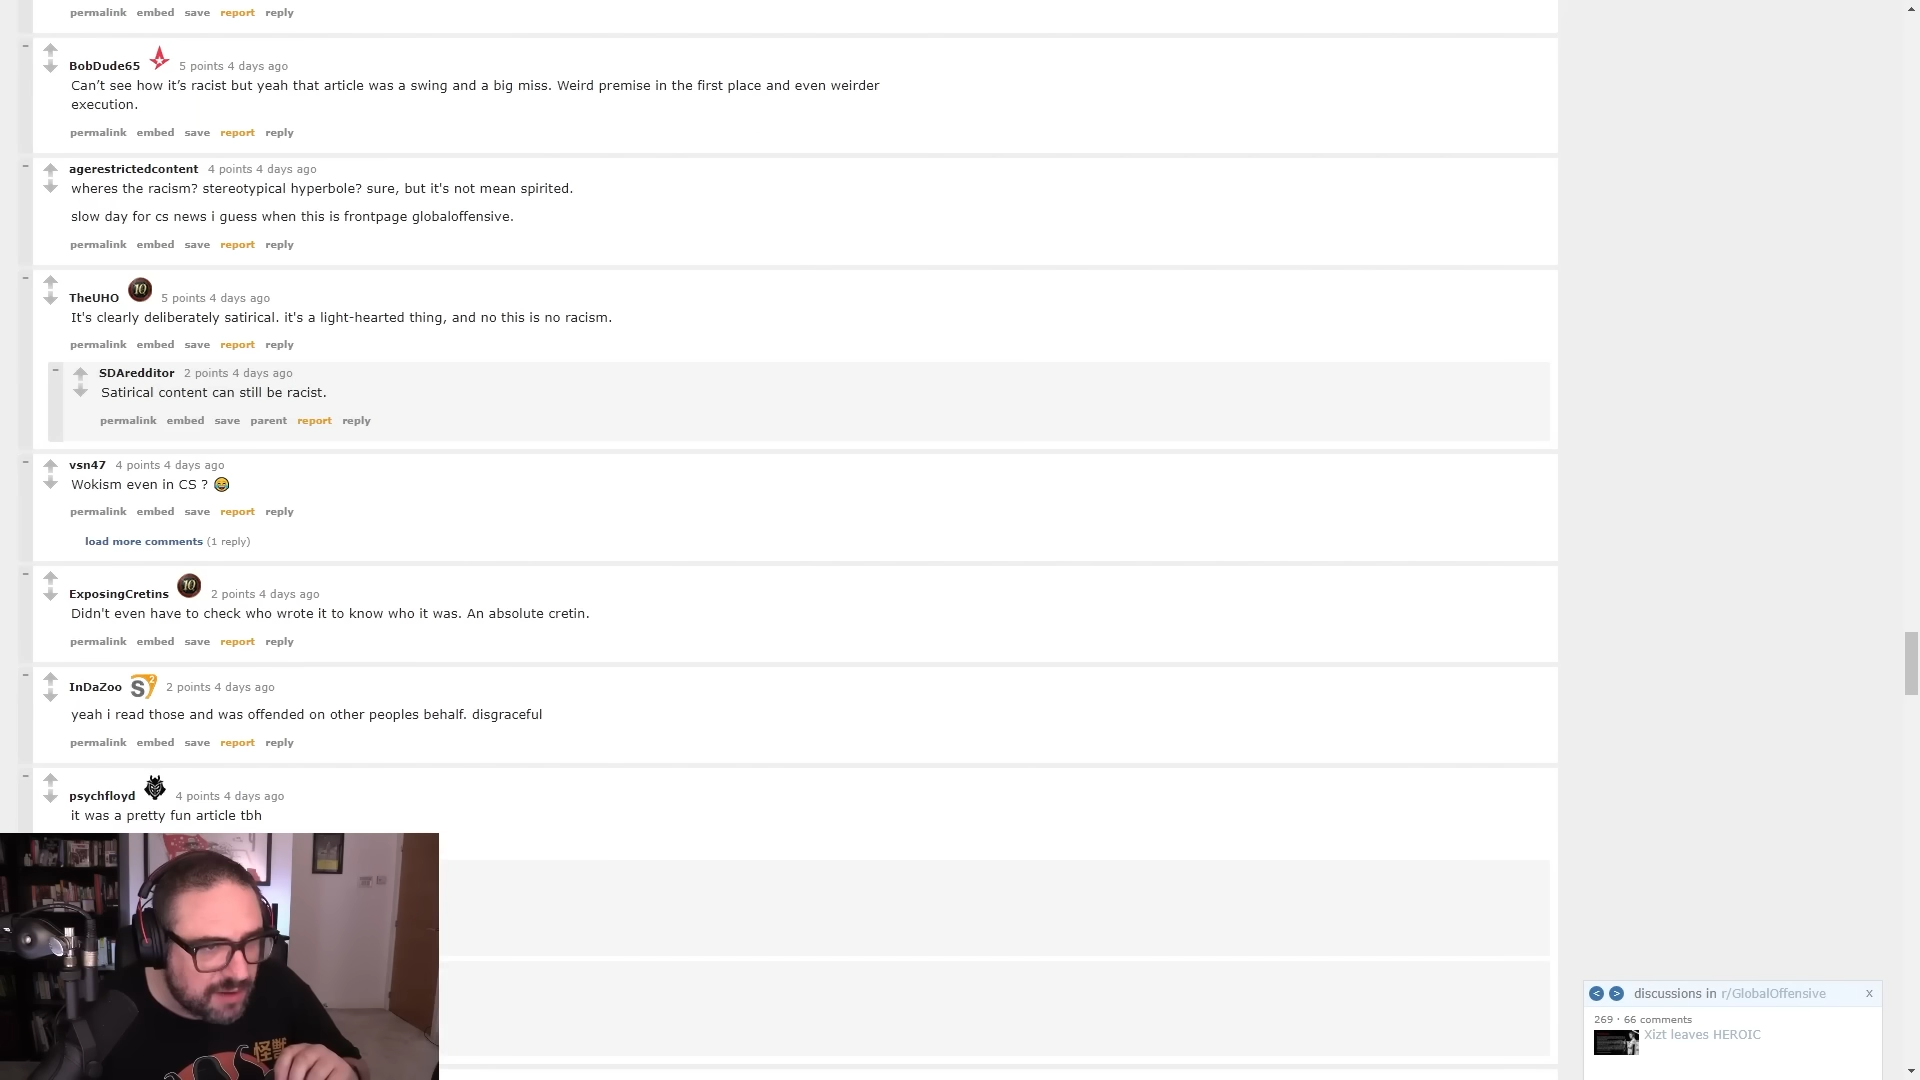 permalink embed save report reply
BobDude65 5 points 4 days ago
Can’t see how it’s racist but yeah that article was a swing and a big miss. Weird premise in the first place and even weirder
execution.
permalink embed save report reply
agerestrictedcontent 4 points 4 days ago
wheres the racism? stereotypical hyperbole? sure, but it's not mean spirited.
slow day for cs news i guess when this is frontpage globaloffensive.
permalink embed save report reply
TheUHO 10 5 points 4 days ago
It's clearly deliberately satirical. it's a light-hearted thing, and no this is no racism.
permalink embed save report reply
SDAredditor 2 points 4 days ago
Satirical content can still be racist.
permalink embed save parent report reply
vsn47 4 points 4 days ago
Wokism even in CS ? 😂
permalink embed save report reply
load more comments (1 reply)
ExposingCretins 10 2 points 4 days ago
Didn't even have to check who wrote it to know who it was. An absolute cretin.
permalink embed save report reply
InDaZoo S2 2 points 4 days ago
yeah i read those and was offended on other peoples behalf. disgraceful
permalink embed save report reply
psychfloyd 4 points 4 days ago
it was a pretty fun article tbh
怪獣
< > discussions in r/GlobalOffensive x
269 · 66 comments
Xizt leaves HEROIC